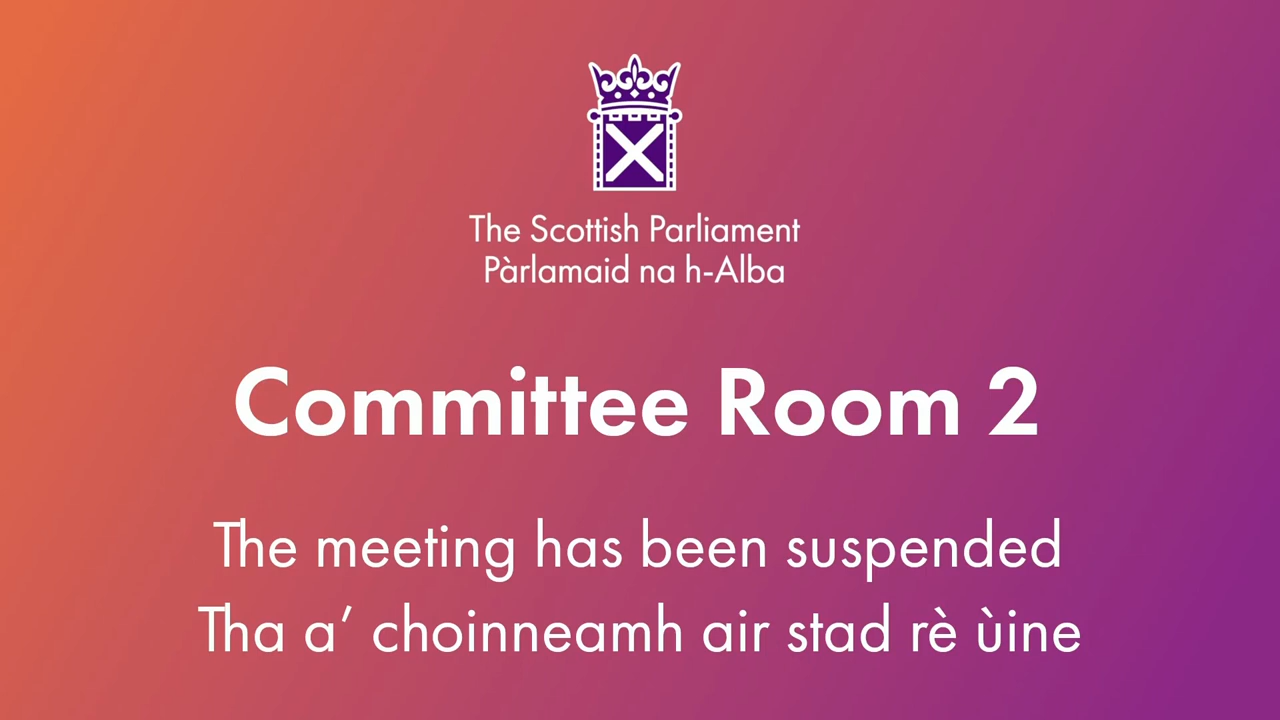 The Scottish Parliament
Pàrlamaid na h-Alba
Committee Room 2
The meeting has been suspended
Tha a’ choinneamh air stad rè ùine